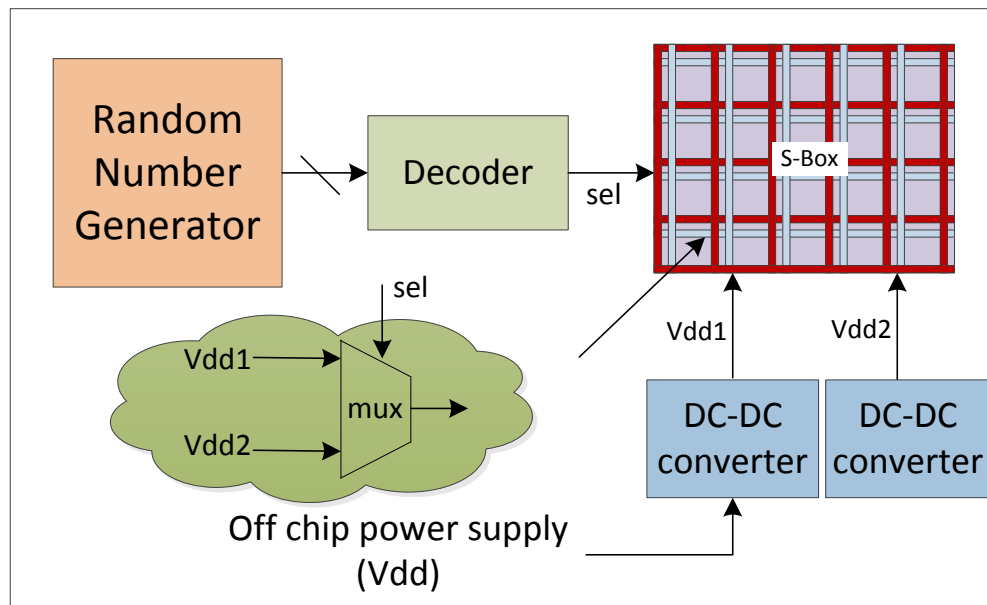 Random
Number
Generator
Decoder
sel
S-Box
sel
Vdd1
Vdd2
mux
Vdd1
Vdd2
DC-DC
converter
DC-DC
converter
Off chip power supply
(Vdd)